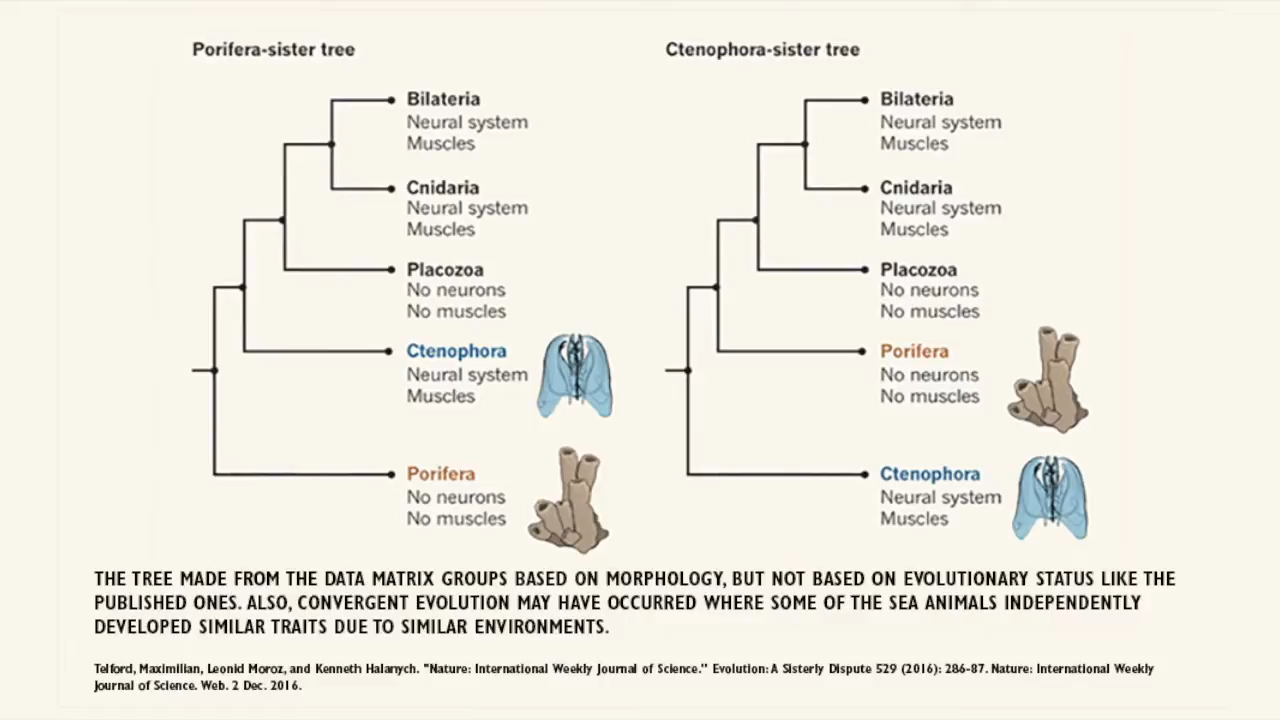 Porifera-sister tree
Bilateria
Neural system
Muscles
Cnidaria
Neural system
Muscles
Placozoa
No neurons
No muscles
Ctenophora
Neural system
Muscles
Porifera
No neurons
No muscles
Ctenophora-sister tree
Bilateria
Neural system
Muscles
Cnidaria
Neural system
Muscles
Placozoa
No neurons
No muscles
Porifera
No neurons
No muscles
Ctenophora
Neural system
Muscles
THE TREE MADE FROM THE DATA MATRIX GROUPS BASED ON MORPHOLOGY, BUT NOT BASED ON EVOLUTIONARY STATUS LIKE THE
PUBLISHED ONES. ALSO, CONVERGENT EVOLUTION MAY HAVE OCCURRED WHERE SOME OF THE SEA ANIMALS INDEPENDENTLY
DEVELOPED SIMILAR TRAITS DUE TO SIMILAR ENVIRONMENTS.
Telford, Maximilian, Leonid Moroz, and Kenneth Halanych. "Nature: International Weekly Journal of Science." Evolution: A Sisterly Dispute 529 (2016): 286-87. Nature: International Weekly
Journal of Science. Web. 2 Dec. 2016.